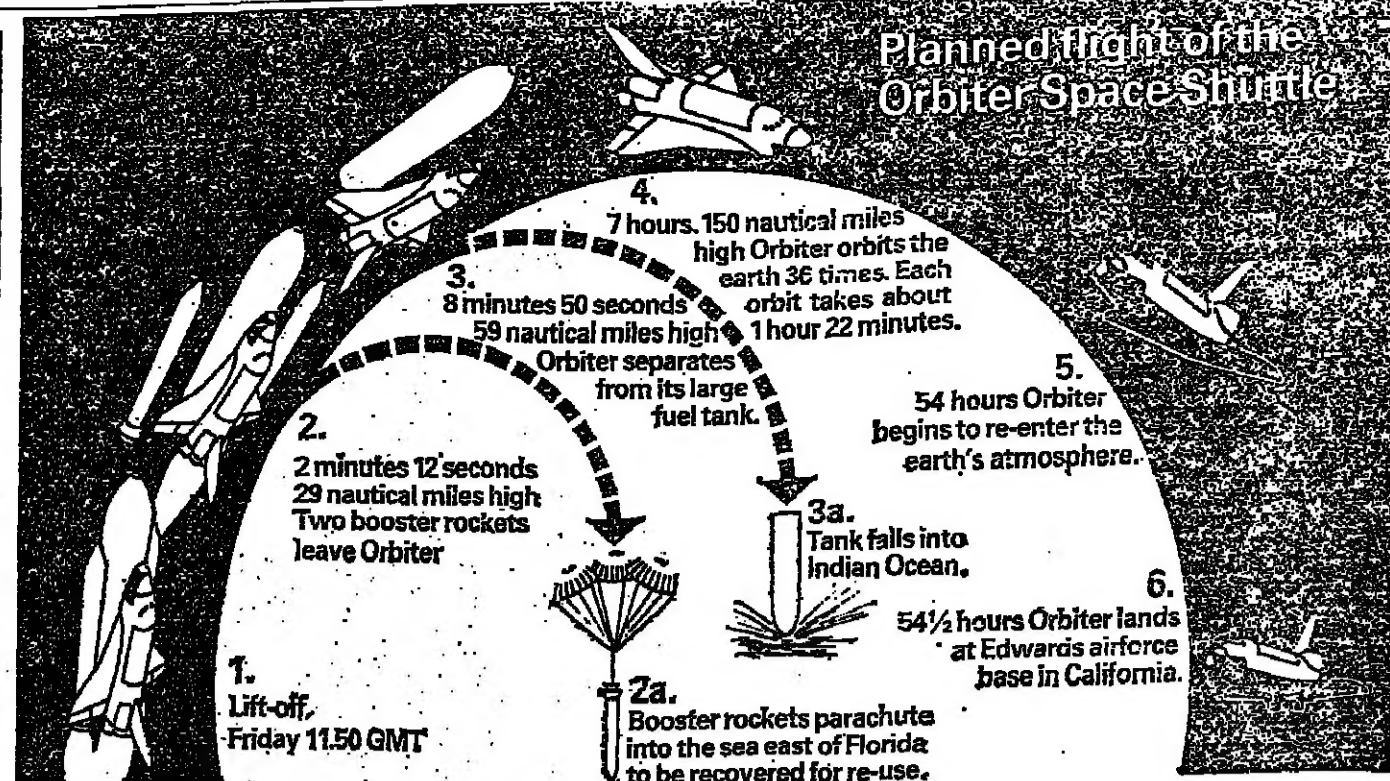 Planned flight of the
Orbiter Space Shuttle
1.
Lift-off,
Friday 11.50 GMT
2.
2 minutes 12 seconds
29 nautical miles high
Two booster rockets
leave Orbiter
2a.
Booster rockets parachute
into the sea east of Florida
to be recovered for re-use.
3.
8 minutes 50 seconds
59 nautical miles high
Orbiter separates
from its large
fuel tank.
3a.
Tank falls into
Indian Ocean.
4.
7 hours. 150 nautical miles
high Orbiter orbits the
earth 36 times. Each
orbit takes about
1 hour 22 minutes.
5.
54 hours Orbiter
begins to re-enter the
earth's atmosphere.
6.
54½ hours Orbiter lands
at Edwards airforce
base in California.